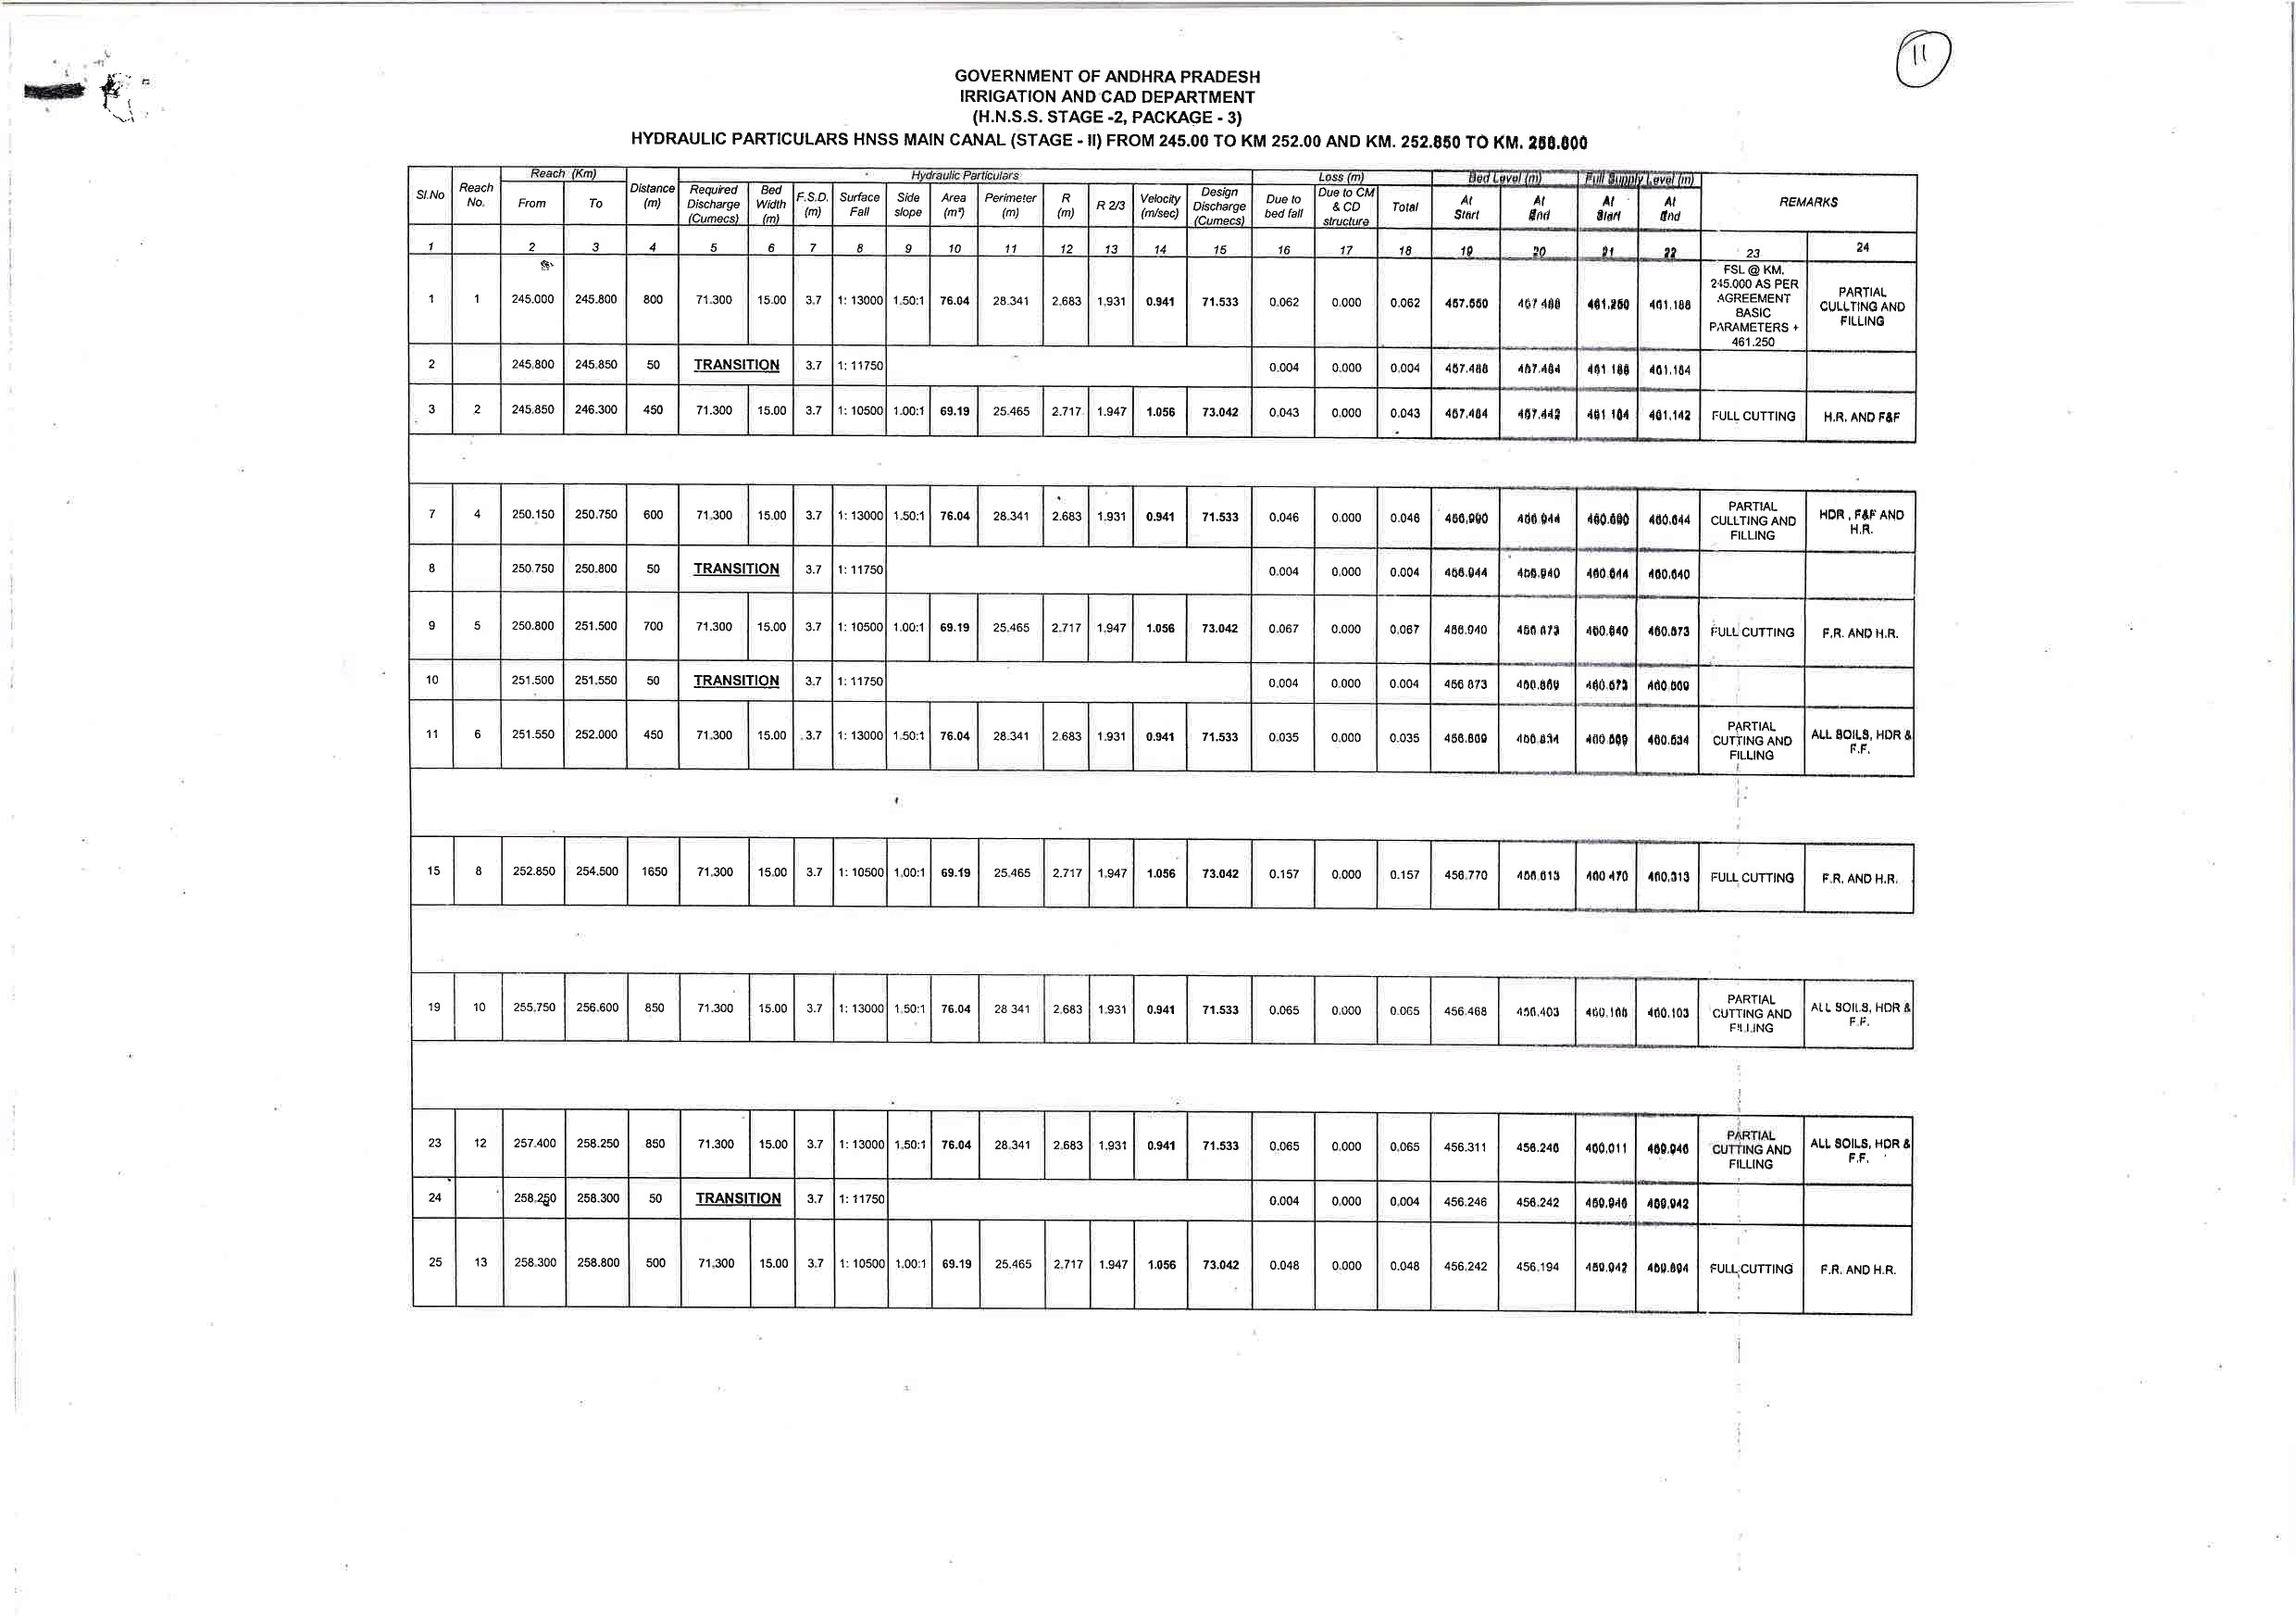 11
GOVERNMENT OF ANDHRA PRADESH
IRRIGATION AND CAD DEPARTMENT
(H.N.S.S. STAGE -2, PACKAGE - 3)
HYDRAULIC PARTICULARS HNSS MAIN CANAL (STAGE - II) FROM 245.00 TO KM 252.00 AND KM. 252.850 TO KM. 258.800
Sl.No Reach No. Reach (Km) From To Distance (m) Hydraulic Particulars Required Discharge (Cumecs) Bed Width (m) F.S.D. (m) Surface Fall Side slope Area (m²) Perimeter (m) R (m) R 2/3 Velocity (m/sec) Design Discharge (Cumecs) Loss (m) Due to bed fall Due to CM & CD structure Total Bed Level (m) At Start At End Full Supply Level (m) At Start At End REMARKS
1 2 3 4 5 6 7 8 9 10 11 12 13 14 15 16 17 18 19 20 21 22 23 24
1 1 245.000 245.800 800 71.300 15.00 3.7 1: 13000 1.50:1 76.04 28.341 2.683 1.931 0.941 71.533 0.062 0.000 0.062 457.550 457.488 461.250 461.188 FSL @ KM. 245.000 AS PER AGREEMENT BASIC PARAMETERS + 461.250 PARTIAL CULLTING AND FILLING
2 245.800 245.850 50 TRANSITION 3.7 1: 11750 0.004 0.000 0.004 457.488 457.484 461.188 461.184
3 2 245.850 246.300 450 71.300 15.00 3.7 1: 10500 1.00:1 69.19 25.465 2.717 1.947 1.056 73.042 0.043 0.000 0.043 457.484 457.442 461.184 461.142 FULL CUTTING H.R. AND F&F
7 4 250.150 250.750 600 71.300 15.00 3.7 1: 13000 1.50:1 76.04 28.341 2.683 1.931 0.941 71.533 0.046 0.000 0.046 456.990 456.944 460.690 460.644 PARTIAL CULLTING AND FILLING HDR , F&F AND H.R.
8 250.750 250.800 50 TRANSITION 3.7 1: 11750 0.004 0.000 0.004 456.944 456.940 460.644 460.640
9 5 250.800 251.500 700 71.300 15.00 3.7 1: 10500 1.00:1 69.19 25.465 2.717 1.947 1.056 73.042 0.067 0.000 0.067 456.940 456.873 460.640 460.573 FULL CUTTING F.R. AND H.R.
10 251.500 251.550 50 TRANSITION 3.7 1: 11750 0.004 0.000 0.004 456.873 456.869 460.573 460.569
11 6 251.550 252.000 450 71.300 15.00 3.7 1: 13000 1.50:1 76.04 28.341 2.683 1.931 0.941 71.533 0.035 0.000 0.035 456.869 456.834 460.569 460.534 PARTIAL CUTTING AND FILLING ALL SOILS, HDR & F.F.
15 8 252.850 254.500 1650 71.300 15.00 3.7 1: 10500 1.00:1 69.19 25.465 2.717 1.947 1.056 73.042 0.157 0.000 0.157 456.770 456.613 460.470 460.313 FULL CUTTING F.R. AND H.R.
19 10 255.750 256.600 850 71.300 15.00 3.7 1: 13000 1.50:1 76.04 28.341 2.683 1.931 0.941 71.533 0.065 0.000 0.065 456.468 456.403 460.168 460.103 PARTIAL CUTTING AND FILLING ALL SOILS, HDR & F.F.
23 12 257.400 258.250 850 71.300 15.00 3.7 1: 13000 1.50:1 76.04 28.341 2.683 1.931 0.941 71.533 0.065 0.000 0.065 456.311 456.246 460.011 459.946 PARTIAL CUTTING AND FILLING ALL SOILS, HDR & F.F.
24 258.250 258.300 50 TRANSITION 3.7 1: 11750 0.004 0.000 0.004 456.246 456.242 459.946 459.942
25 13 258.300 258.800 500 71.300 15.00 3.7 1: 10500 1.00:1 69.19 25.465 2.717 1.947 1.056 73.042 0.048 0.000 0.048 456.242 456.194 459.942 459.894 FULL CUTTING F.R. AND H.R.